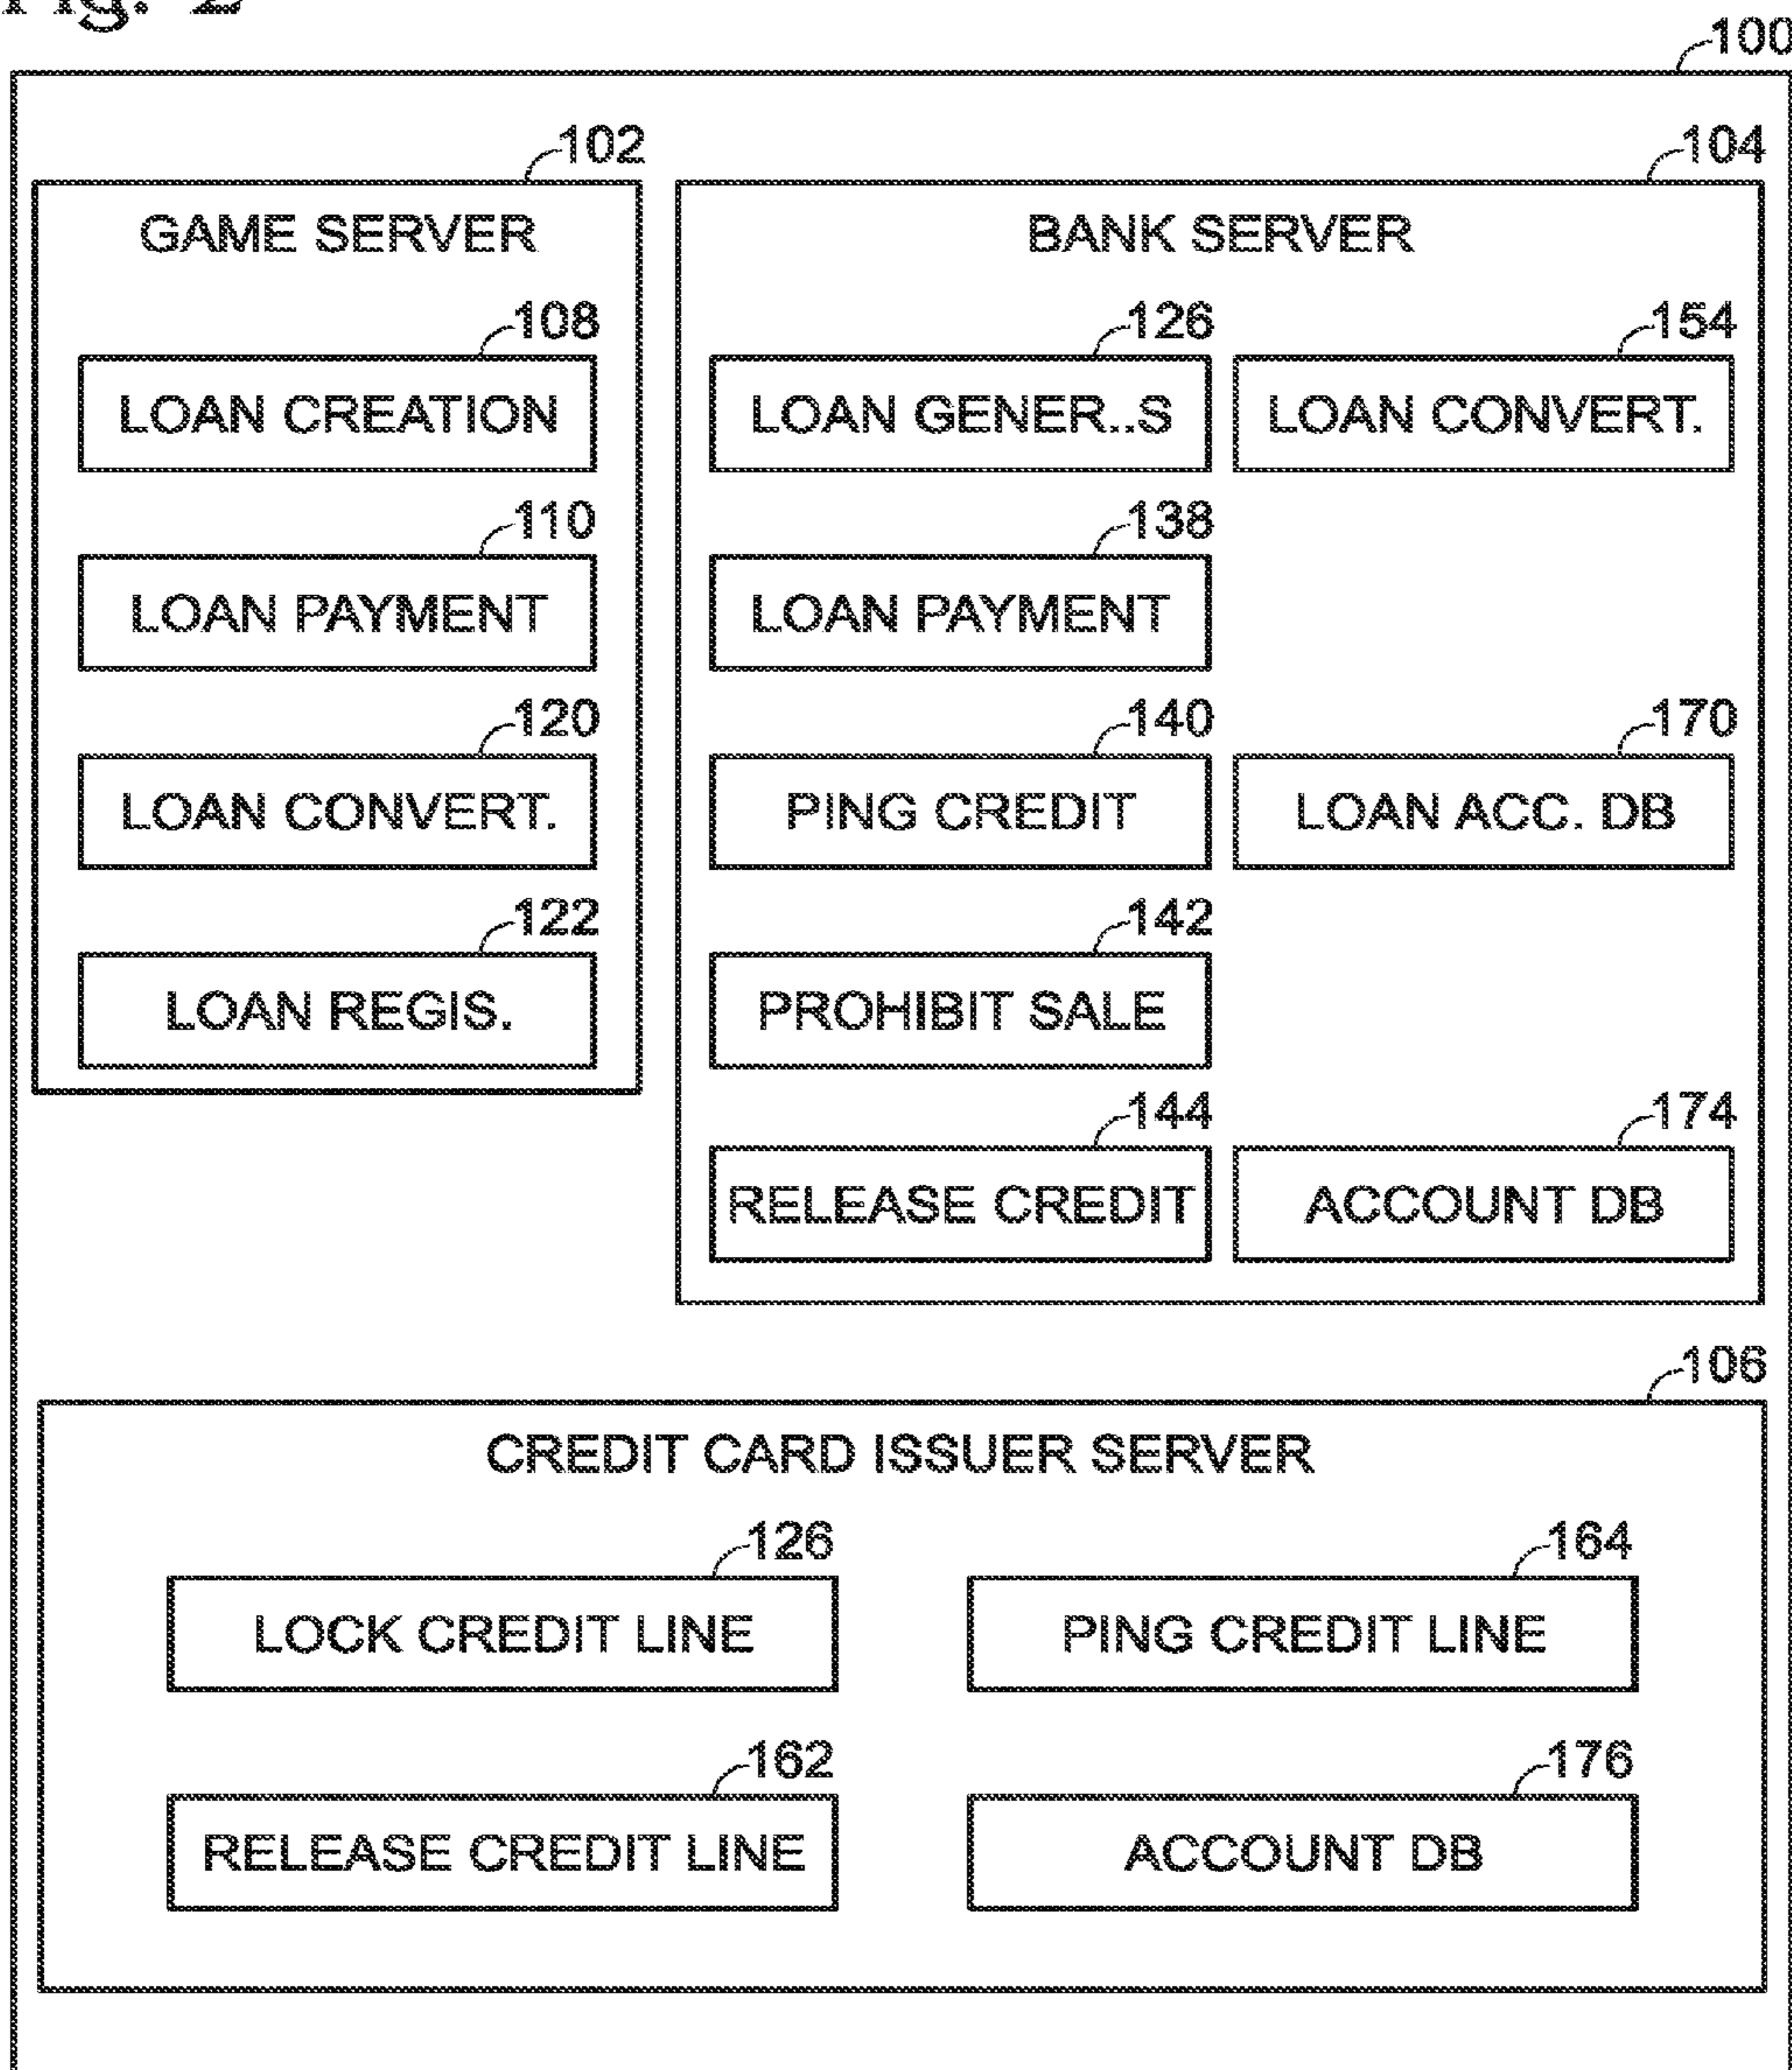 Fig. 2
100
102
GAME SERVER
108
LOAN CREATION
110
LOAN PAYMENT
120
LOAN CONVERT.
122
LOAN REGIS.
104
BANK SERVER
126
LOAN GENER..S
154
LOAN CONVERT.
138
LOAN PAYMENT
140
PING CREDIT
170
LOAN ACC. DB
142
PROHIBIT SALE
144
RELEASE CREDIT
174
ACCOUNT DB
106
CREDIT CARD ISSUER SERVER
126
LOCK CREDIT LINE
164
PING CREDIT LINE
162
RELEASE CREDIT LINE
176
ACCOUNT DB